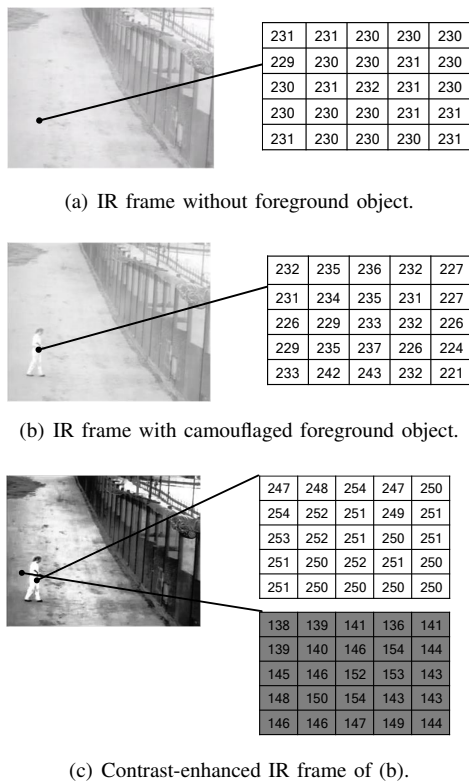 231 231 230 230 230
229 230 230 231 230
230 231 232 231 230
230 230 230 231 231
231 230 230 230 231
(a) IR frame without foreground object.
232 235 236 232 227
231 234 235 231 227
226 229 233 232 226
229 235 237 226 224
233 242 243 232 221
(b) IR frame with camouflaged foreground object.
247 248 254 247 250
254 252 251 249 251
253 252 251 250 251
251 250 252 251 250
251 250 250 250 250
138 139 141 136 141
139 140 146 154 144
145 146 152 153 143
148 150 154 143 143
146 146 147 149 144
(c) Contrast-enhanced IR frame of (b).